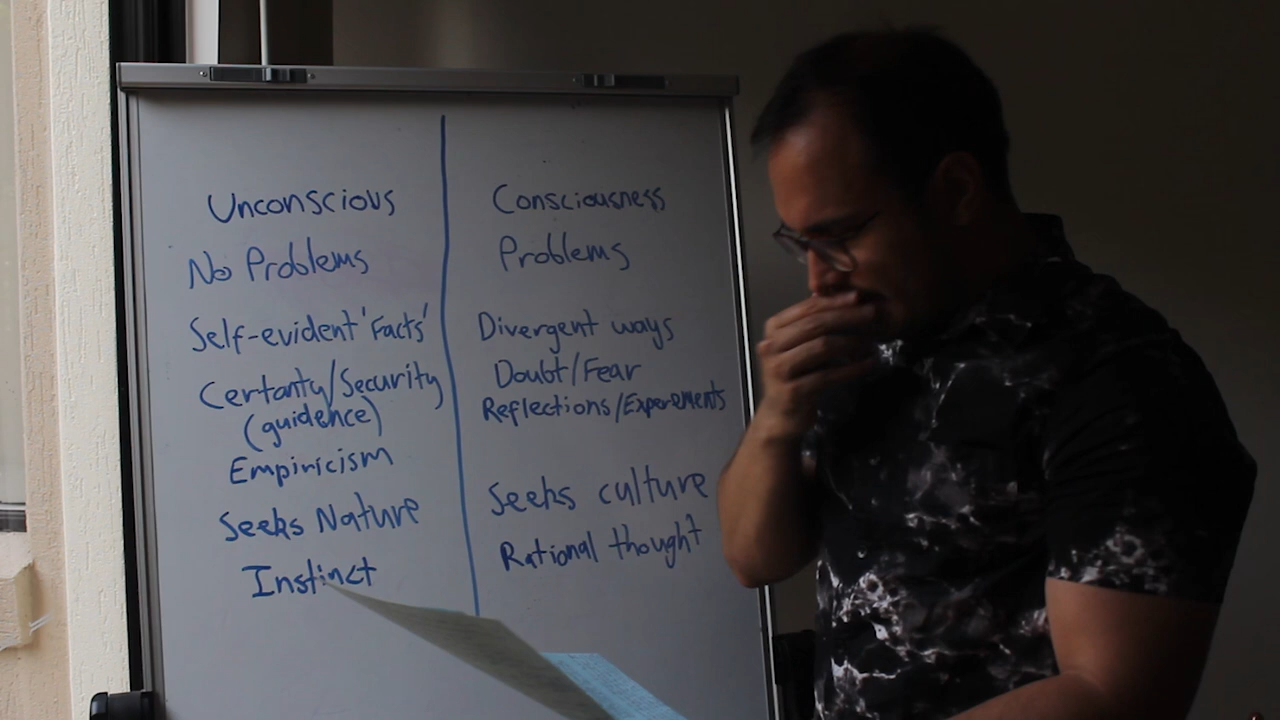 Unconscious
No Problems
Self-evident 'Facts'
Certanty/Security
(guidence)
Empiricism
Seeks Nature
Instinct
Consciousness
Problems
Divergent ways
Doubt/Fear
Reflections/Experements
Seeks culture
Rational thought